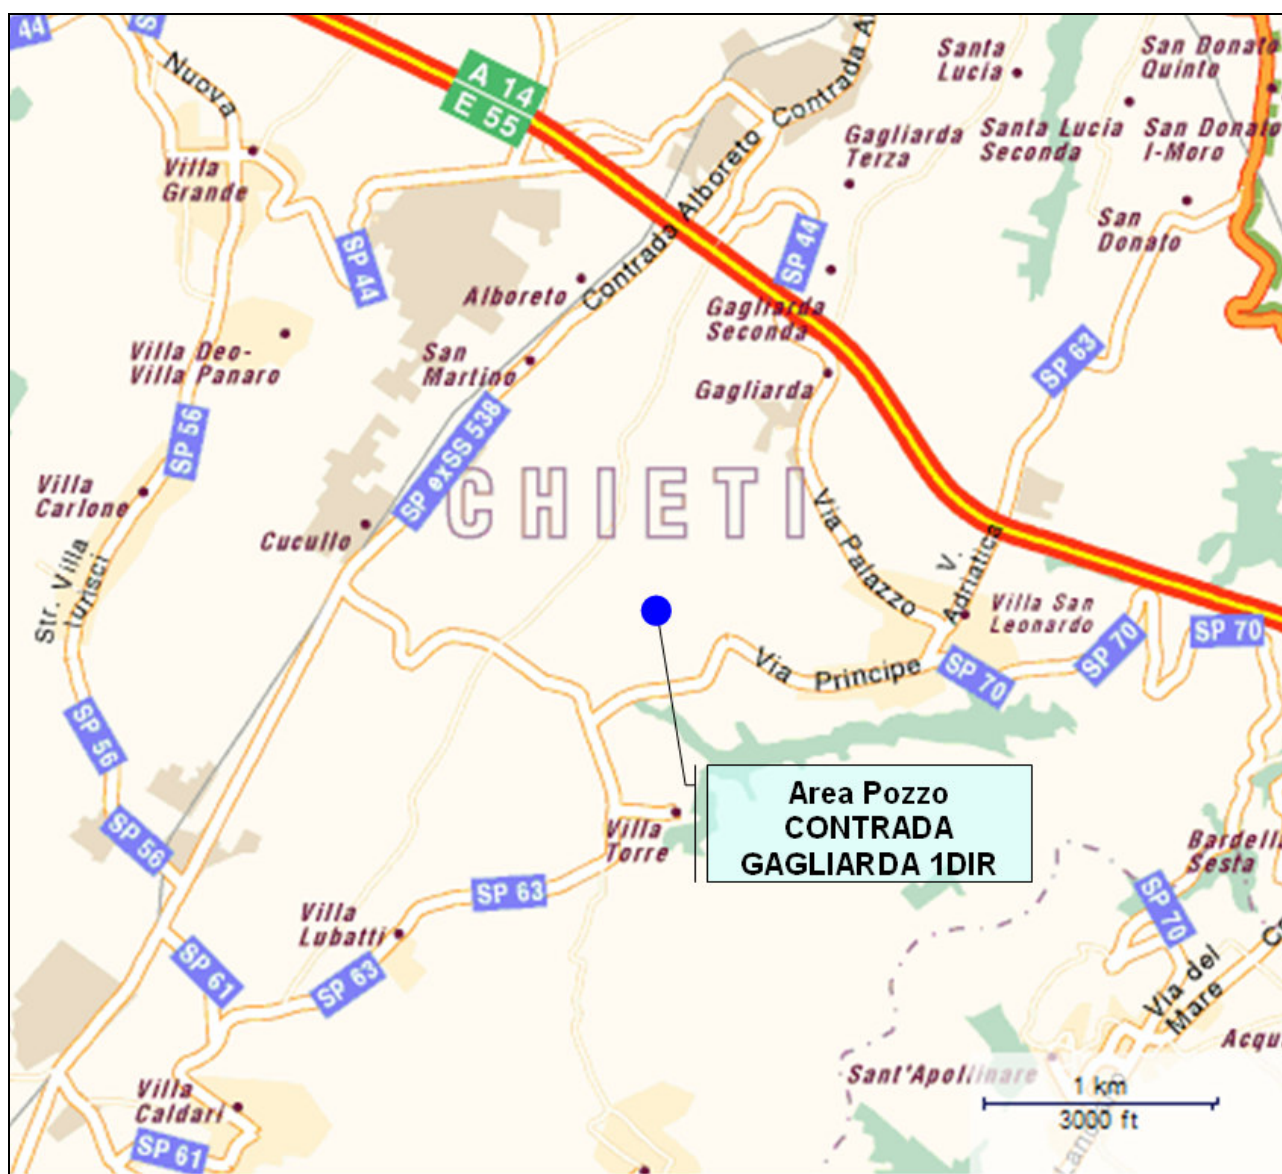 44
S
Nuova
A 14
E 55
Contrada A
Santa
Lucia
San Donato
Quinto
Gagliarda
Terza
Santa Lucia
Seconda
San Donato
I-Moro
Villa
Grande
Alboreto
SP 44
SP 44
San
Donato
Contrada
Alboreto
Gagliarda
Seconda
Villa Deo-
Villa Panaro
San
Martino
SP 63
Gagliarda
SP 56
SP exSS 538
CHIETI
Villa
Carlone
Cucullo
Via Palazzo
V.
Adriatica
Str. Villa
Iurisci
Villa San
Leonardo
SP 70
SP 70
Via Principe
SP 70
SP 56
Area Pozzo
CONTRADA
GAGLIARDA 1DIR
SP 56
Villa
Torre
Bardella
Sesta
SP 63
SP 70
Villa
Lubatti
SP 61
SP 63
Via del
Mare
C
Acqu
Sant'Apollinare
1 km
3000 ft
Villa
Caldari
SP 61